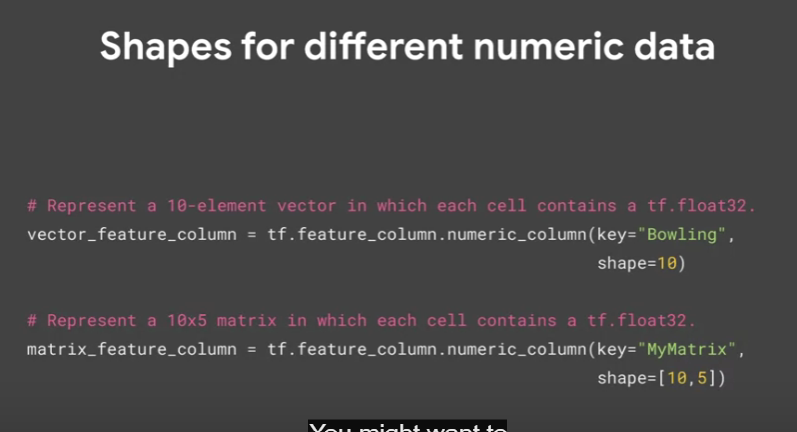 Shapes for different numeric data
# Represent a 10-element vector in which each cell contains a tf.float32.
vector_feature_column = tf.feature_column.numeric_column(key="Bowling",
shape=10)
# Represent a 10x5 matrix in which each cell contains a tf.float32.
matrix_feature_column = tf.feature_column.numeric_column(key="MyMatrix",
shape=[10,5])
You might want to